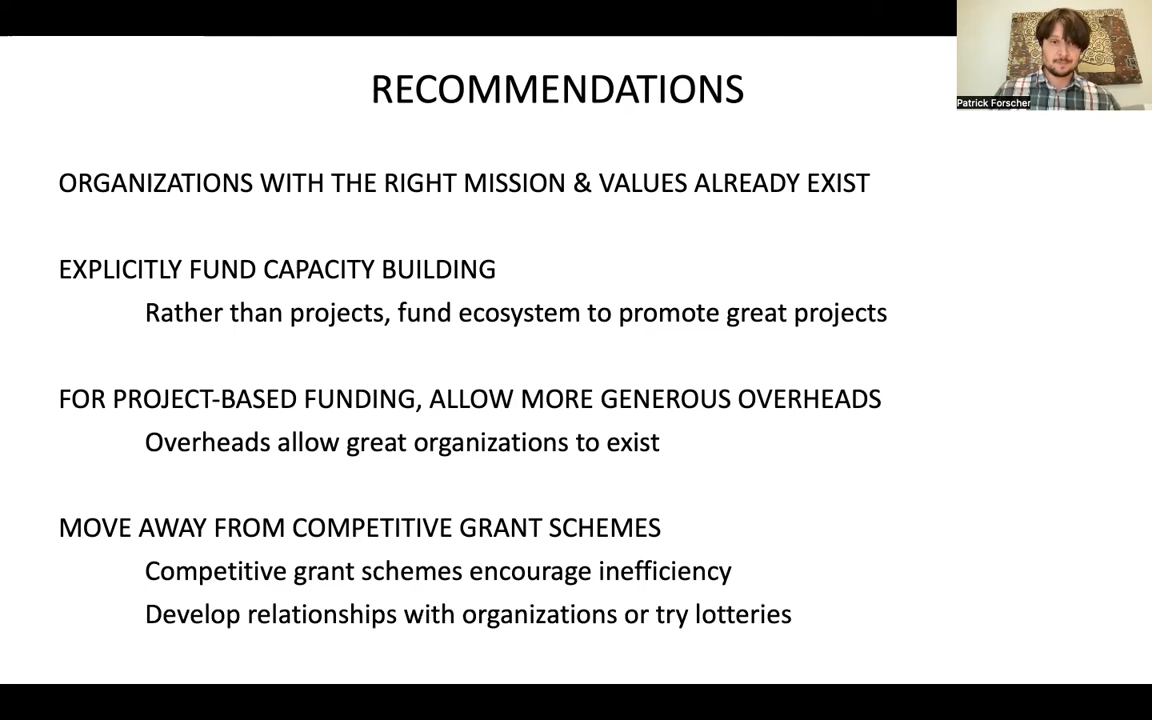 RECOMMENDATIONS
Patrick Forscher
ORGANIZATIONS WITH THE RIGHT MISSION & VALUES ALREADY EXIST
EXPLICITLY FUND CAPACITY BUILDING
Rather than projects, fund ecosystem to promote great projects
FOR PROJECT-BASED FUNDING, ALLOW MORE GENEROUS OVERHEADS
Overheads allow great organizations to exist
MOVE AWAY FROM COMPETITIVE GRANT SCHEMES
Competitive grant schemes encourage inefficiency
Develop relationships with organizations or try lotteries